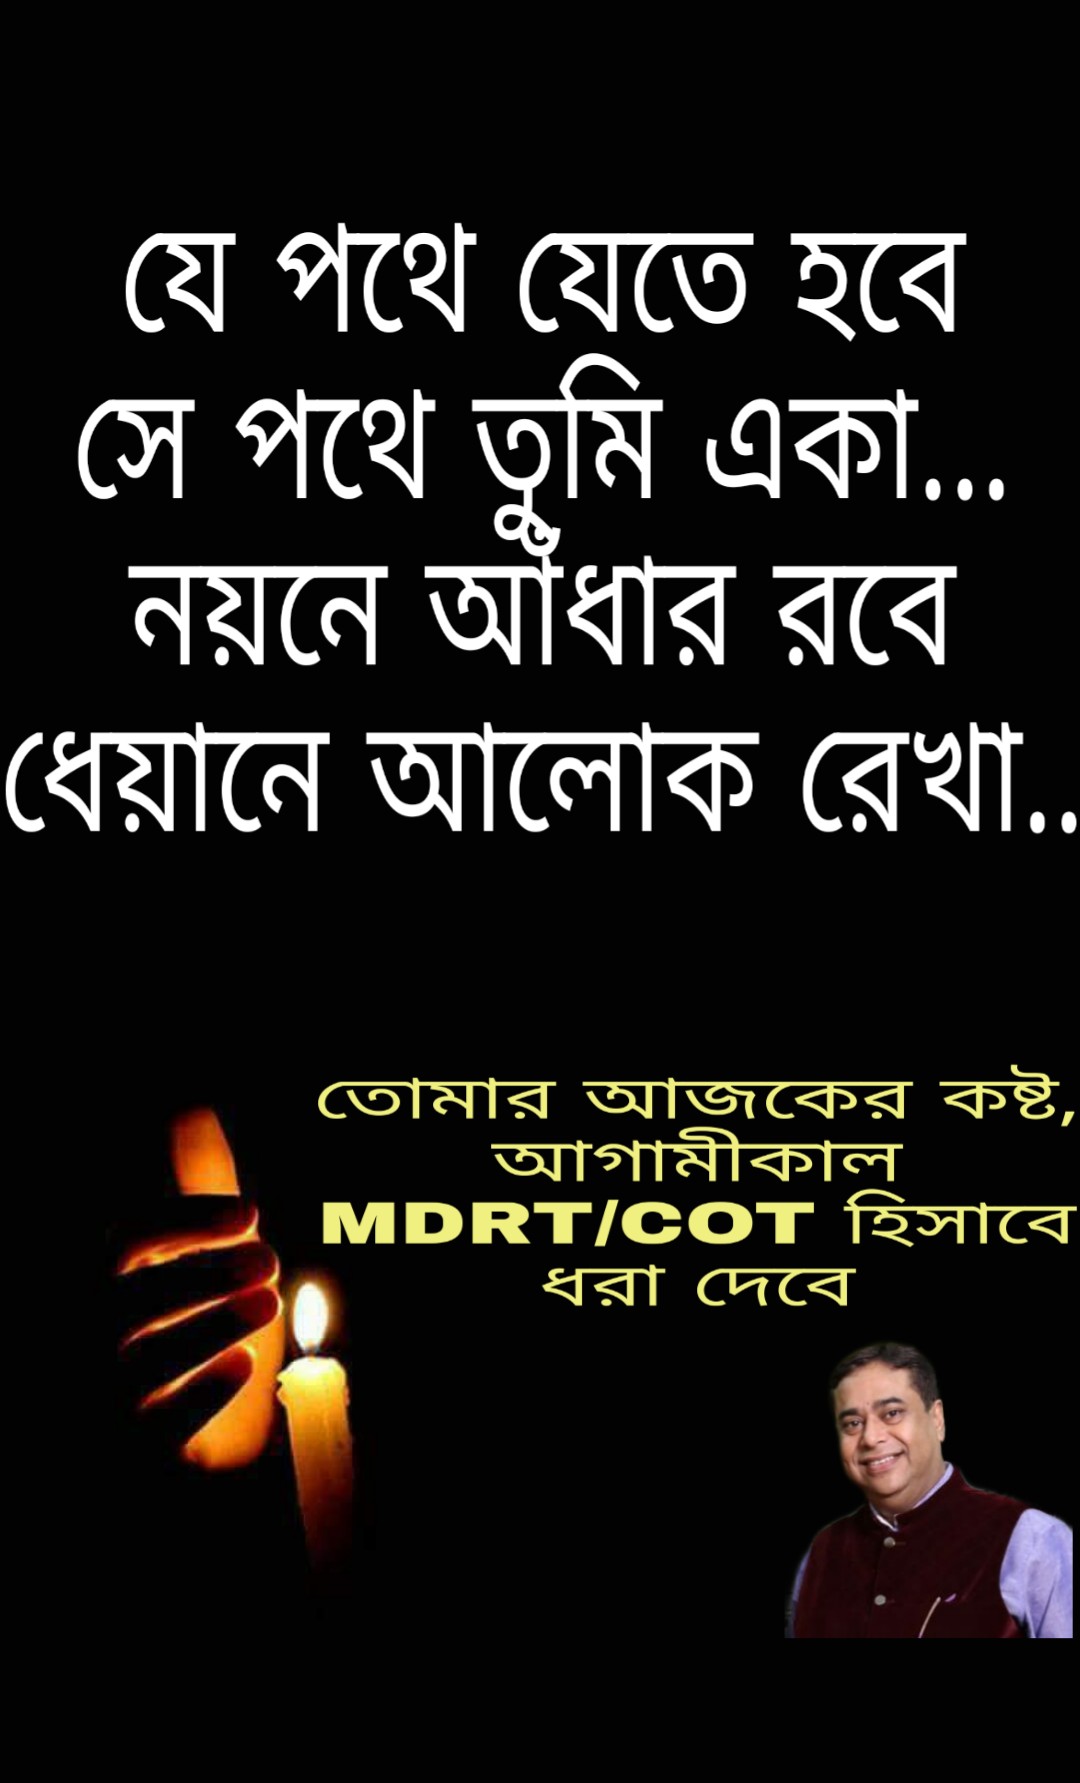 যে পথে যেতে হবে
সে পথে তুমি একা...
নয়নে আঁধার রবে
ধেয়ানে আলোক রেখা..
তোমার আজকের কষ্ট,
আগামীকাল
MDRT/COT হিসাবে
ধরা দেবে